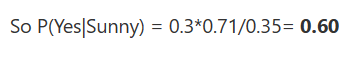 So P(Yes|Sunny) = 0.3*0.71/0.35= 0.60